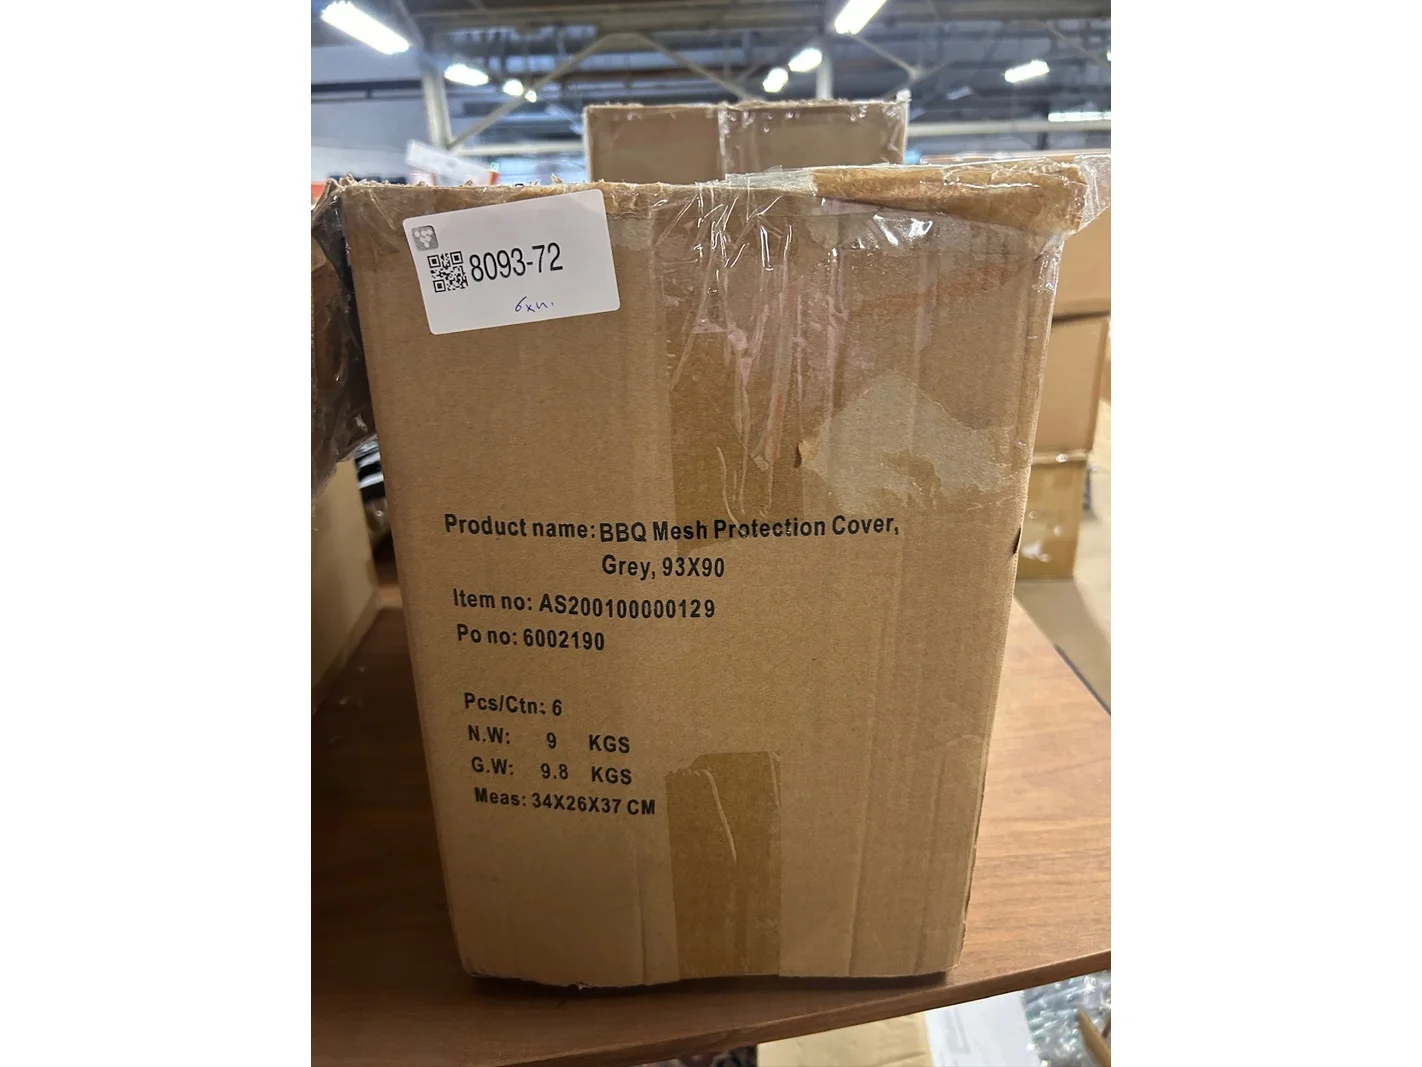 8093-72
Product name: BBQ Mesh Protection Cover,
Grey, 93X90
Item no: AS200100000129
Po no: 6002190
Pcs/Ctn: 6
N.W: 9 KGS
G.W: 9.8 KGS
Meas: 34X26X37 CM